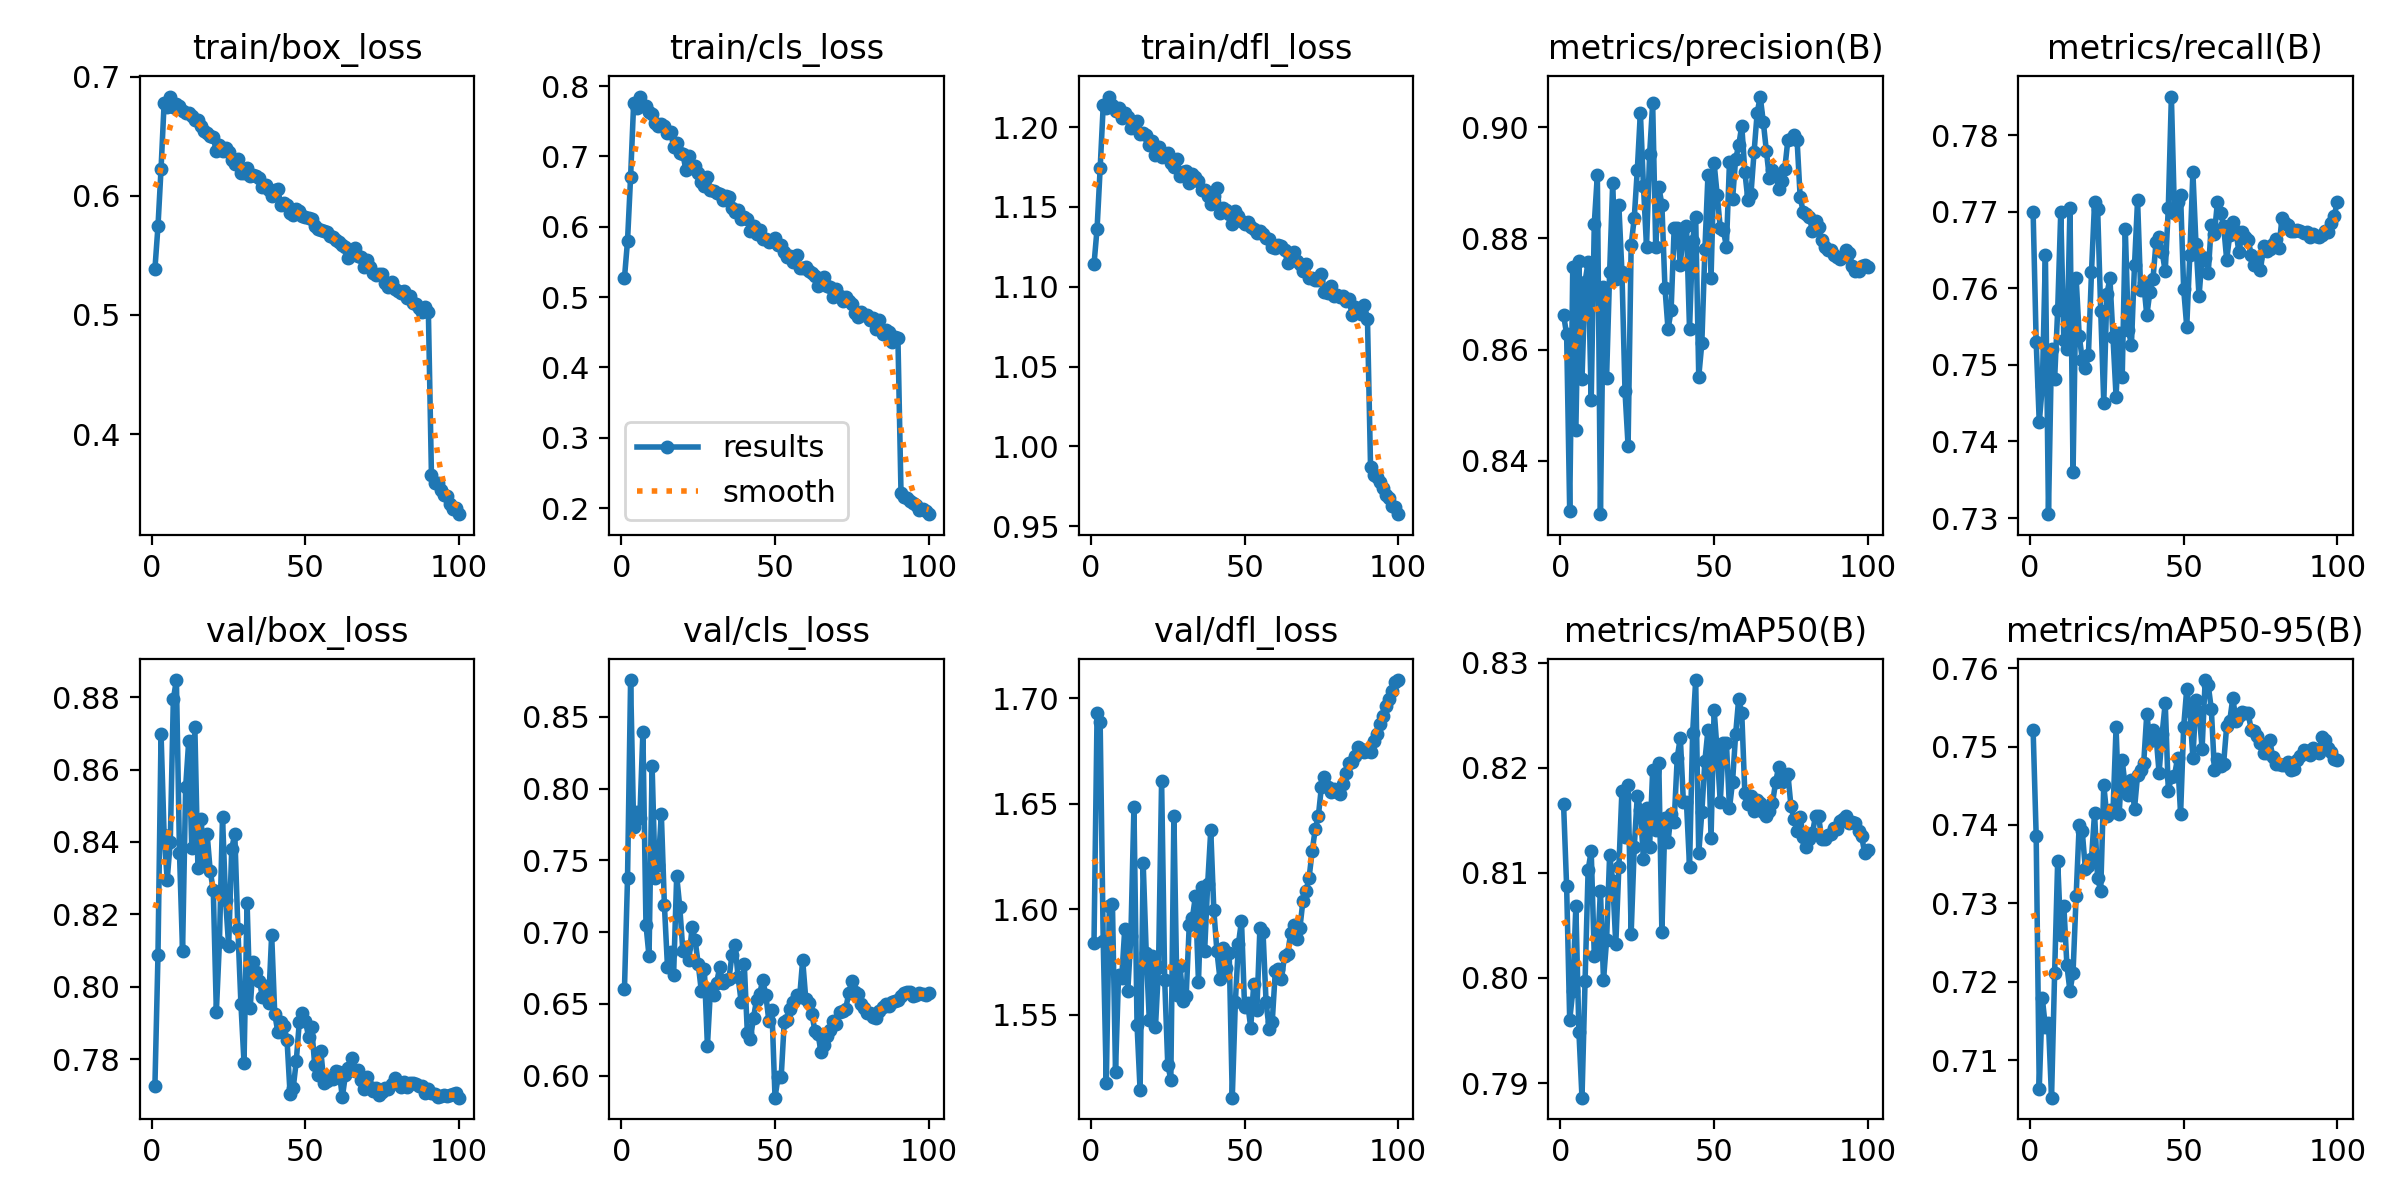 train/box_loss
0.7
0.6
0.5
0.4
0 50 100
train/cls_loss
0.8
0.7
0.6
0.5
0.4
0.3
0.2
results
smooth
0 50 100
train/dfl_loss
1.20
1.15
1.10
1.05
1.00
0.95
0 50 100
metrics/precision(B)
0.90
0.88
0.86
0.84
0 50 100
metrics/recall(B)
0.78
0.77
0.76
0.75
0.74
0.73
0 50 100
val/box_loss
0.88
0.86
0.84
0.82
0.80
0.78
0 50 100
val/cls_loss
0.85
0.80
0.75
0.70
0.65
0.60
0 50 100
val/dfl_loss
1.70
1.65
1.60
1.55
0 50 100
metrics/mAP50(B)
0.83
0.82
0.81
0.80
0.79
0 50 100
metrics/mAP50-95(B)
0.76
0.75
0.74
0.73
0.72
0.71
0 50 100